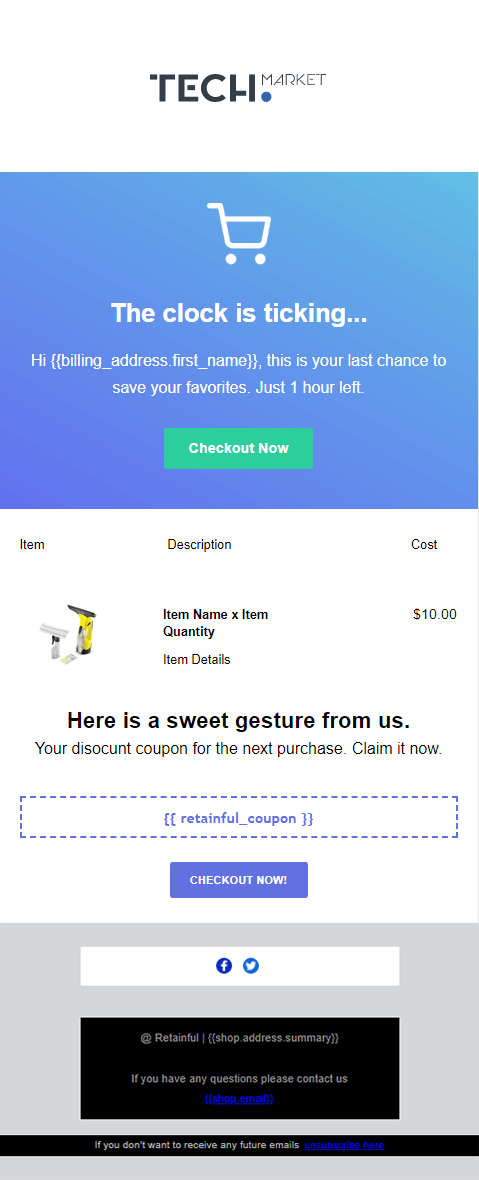 TECH MARKET
The clock is ticking...
Hi {{billing_address.first_name}}, this is your last chance to
save your favorites. Just 1 hour left.
Checkout Now
Item Description Cost
Item Name x Item $10.00
Quantity
Item Details
Here is a sweet gesture from us.
Your disocunt coupon for the next purchase. Claim it now.
{{ retainful_coupon }}
CHECKOUT NOW!
@ Retainful | {{shop.address.summary}}
If you have any questions please contact us
{{shop.email}}
If you don't want to receive any future emails unsubscribe here